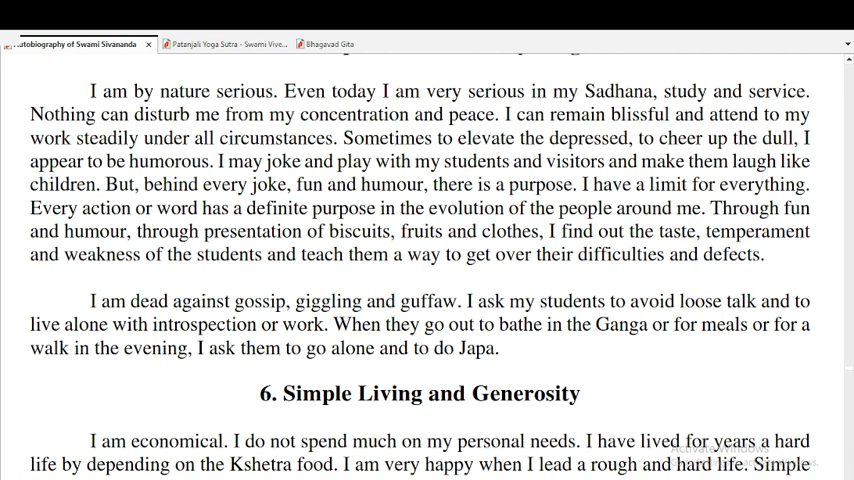 utobiography of Swami Sivananda
Patanjali Yoga Sutra - Swami Vive...
Bhagavad Gita
I am by nature serious. Even today I am very serious in my Sadhana, study and service.
Nothing can disturb me from my concentration and peace. I can remain blissful and attend to my
work steadily under all circumstances. Sometimes to elevate the depressed, to cheer up the dull, I
appear to be humorous. I may joke and play with my students and visitors and make them laugh like
children. But, behind every joke, fun and humour, there is a purpose. I have a limit for everything.
Every action or word has a definite purpose in the evolution of the people around me. Through fun
and humour, through presentation of biscuits, fruits and clothes, I find out the taste, temperament
and weakness of the students and teach them a way to get over their difficulties and defects.
I am dead against gossip, giggling and guffaw. I ask my students to avoid loose talk and to
live alone with introspection or work. When they go out to bathe in the Ganga or for meals or for a
walk in the evening, I ask them to go alone and to do Japa.
6. Simple Living and Generosity
I am economical. I do not spend much on my personal needs. I have lived for years a hard
life by depending on the Kshetra food. I am very happy when I lead a rough and hard life. Simple
Activate Windows